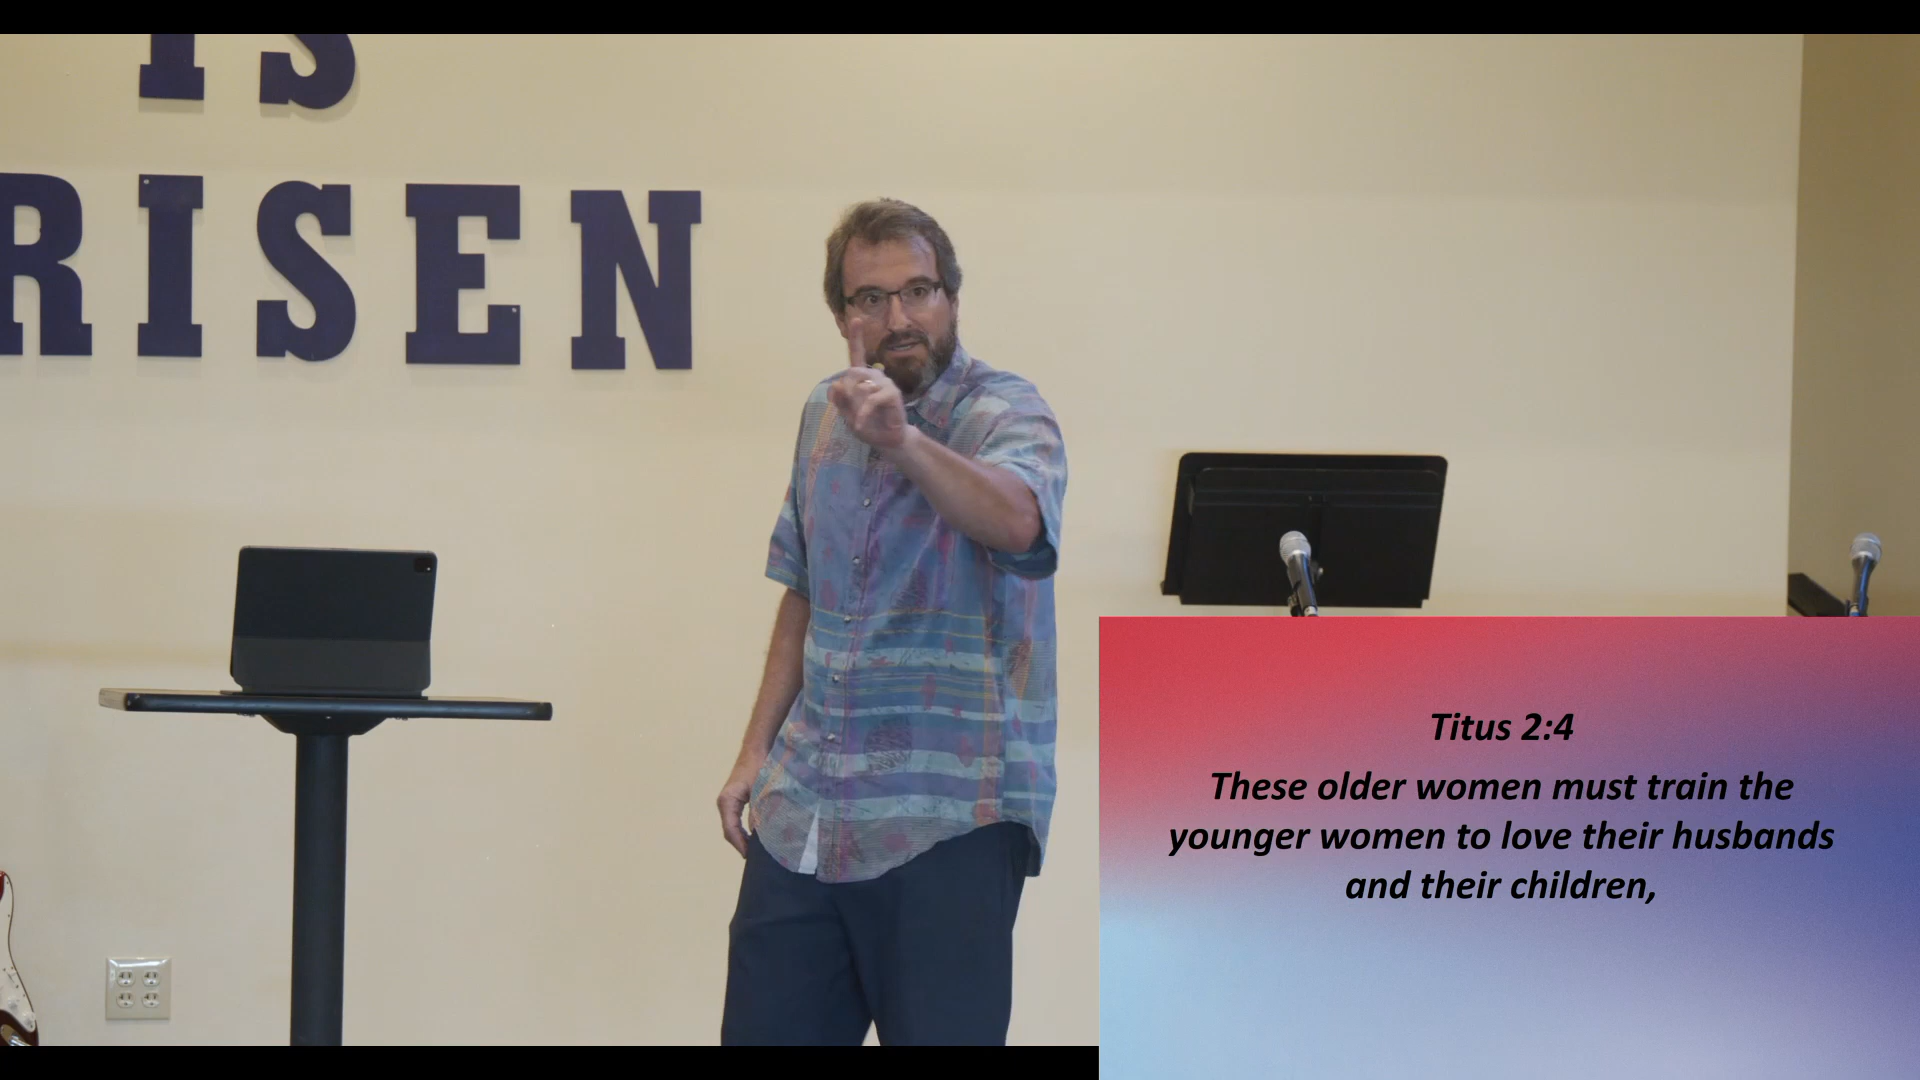 IS
RISEN
Titus 2:4
These older women must train the
younger women to love their husbands
and their children,